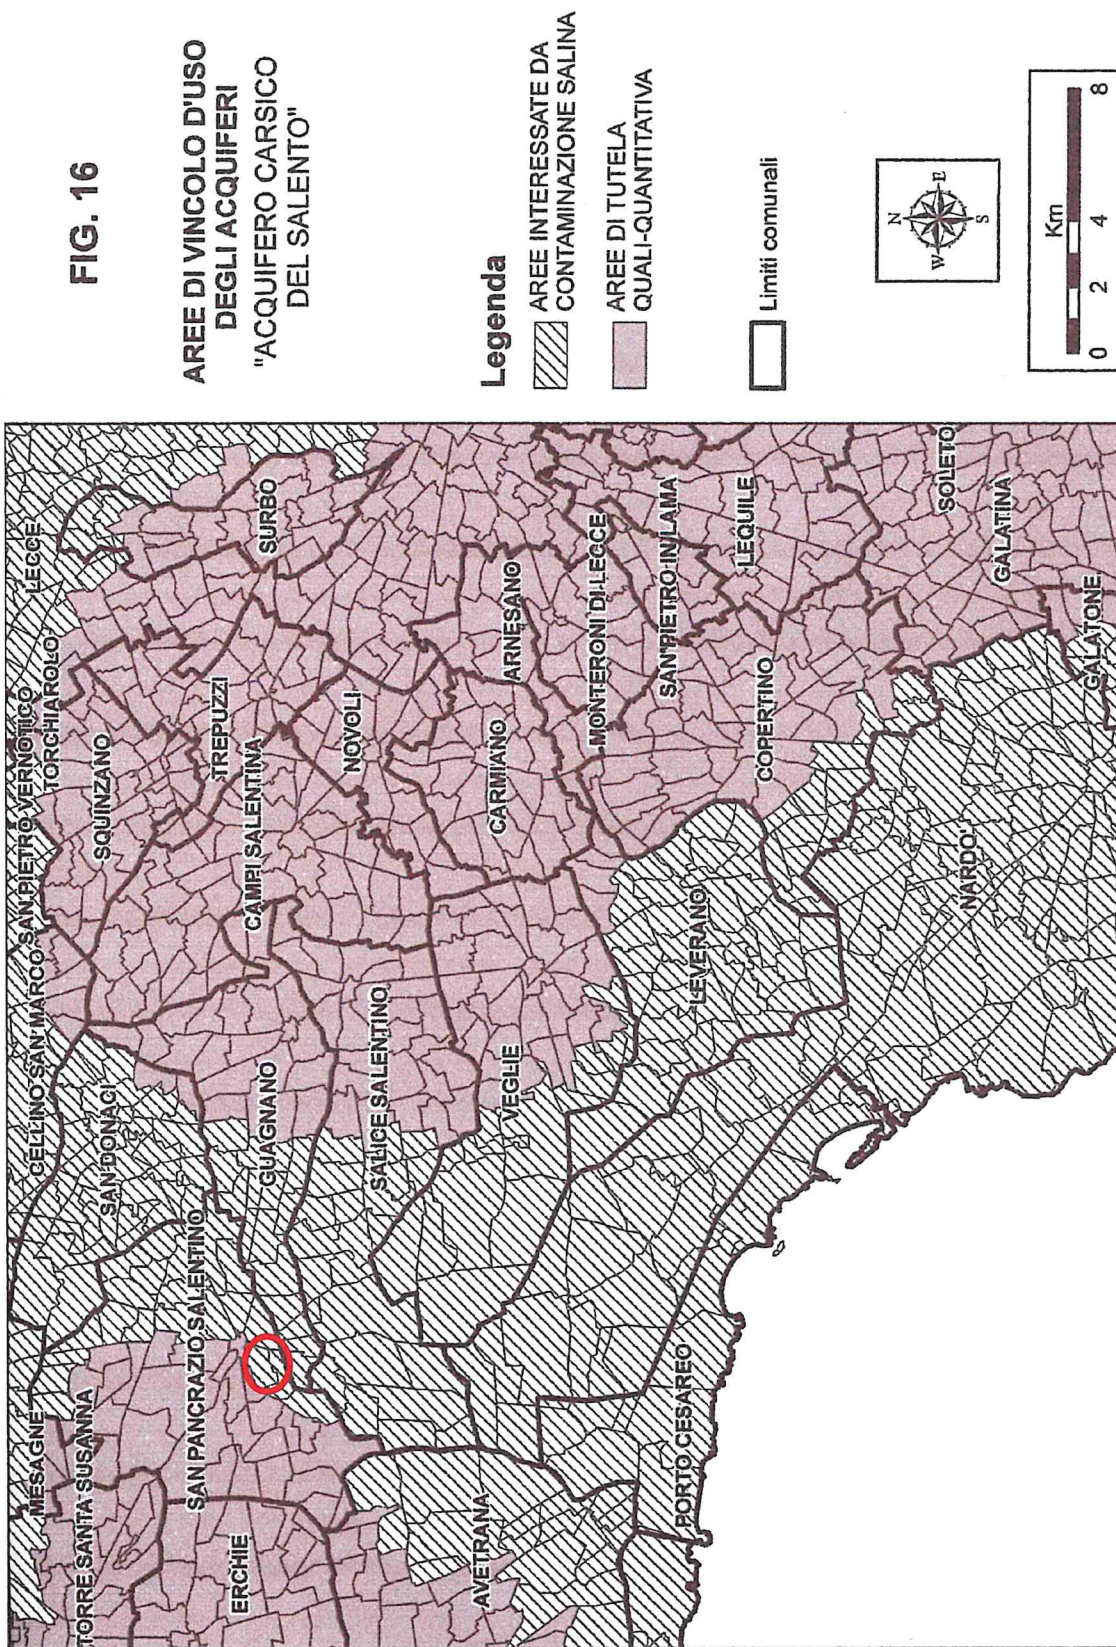 FIG. 16
AREE DI VINCOLO D'USO
DEGLI ACQUIFERI
"ACQUIFERO CARSICO
DEL SALENTO"
Legenda
AREE INTERESSATE DA
CONTAMINAZIONE SALINA
AREE DI TUTELA
QUALI-QUANTITATIVA
Limiti comunali
N
W
E
S
Km
0 2 4 8
MESAGNE
CELLINO SAN MARCO
SAN PIETRO VERNOTICO
LECCE
TORCHIAROLO
TORRE SANTA SUSANNA
SAN DONACI
SQUINZANO
SAN PANCRAZIO SALENTINO
TREPUZZI
ERCHIE
GUAGNANO
CAMPI SALENTINA
SURBO
SALICE SALENTINO
NOVOLI
AVETRANA
VEGLIE
CARMIANO
ARNESANO
MONTERONI DI LECCE
PORTO CESAREO
LEVERANO
SAN PIETRO IN LAMA
COPERTINO
LEQUILE
NARDO'
SOLETO
GALATINA
GALATONE